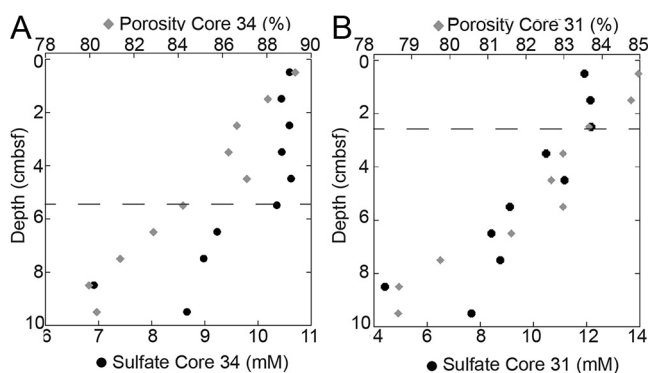 A
Porosity Core 34 (%)
78 80 82 84 86 88 90
Depth (cmbsf)
0
2
4
6
8
10
6 7 8 9 10 11
Sulfate Core 34 (mM)
B
Porosity Core 31 (%)
78 79 80 81 82 83 84 85
Depth (cmbsf)
0
2
4
6
8
10
4 6 8 10 12 14
Sulfate Core 31 (mM)